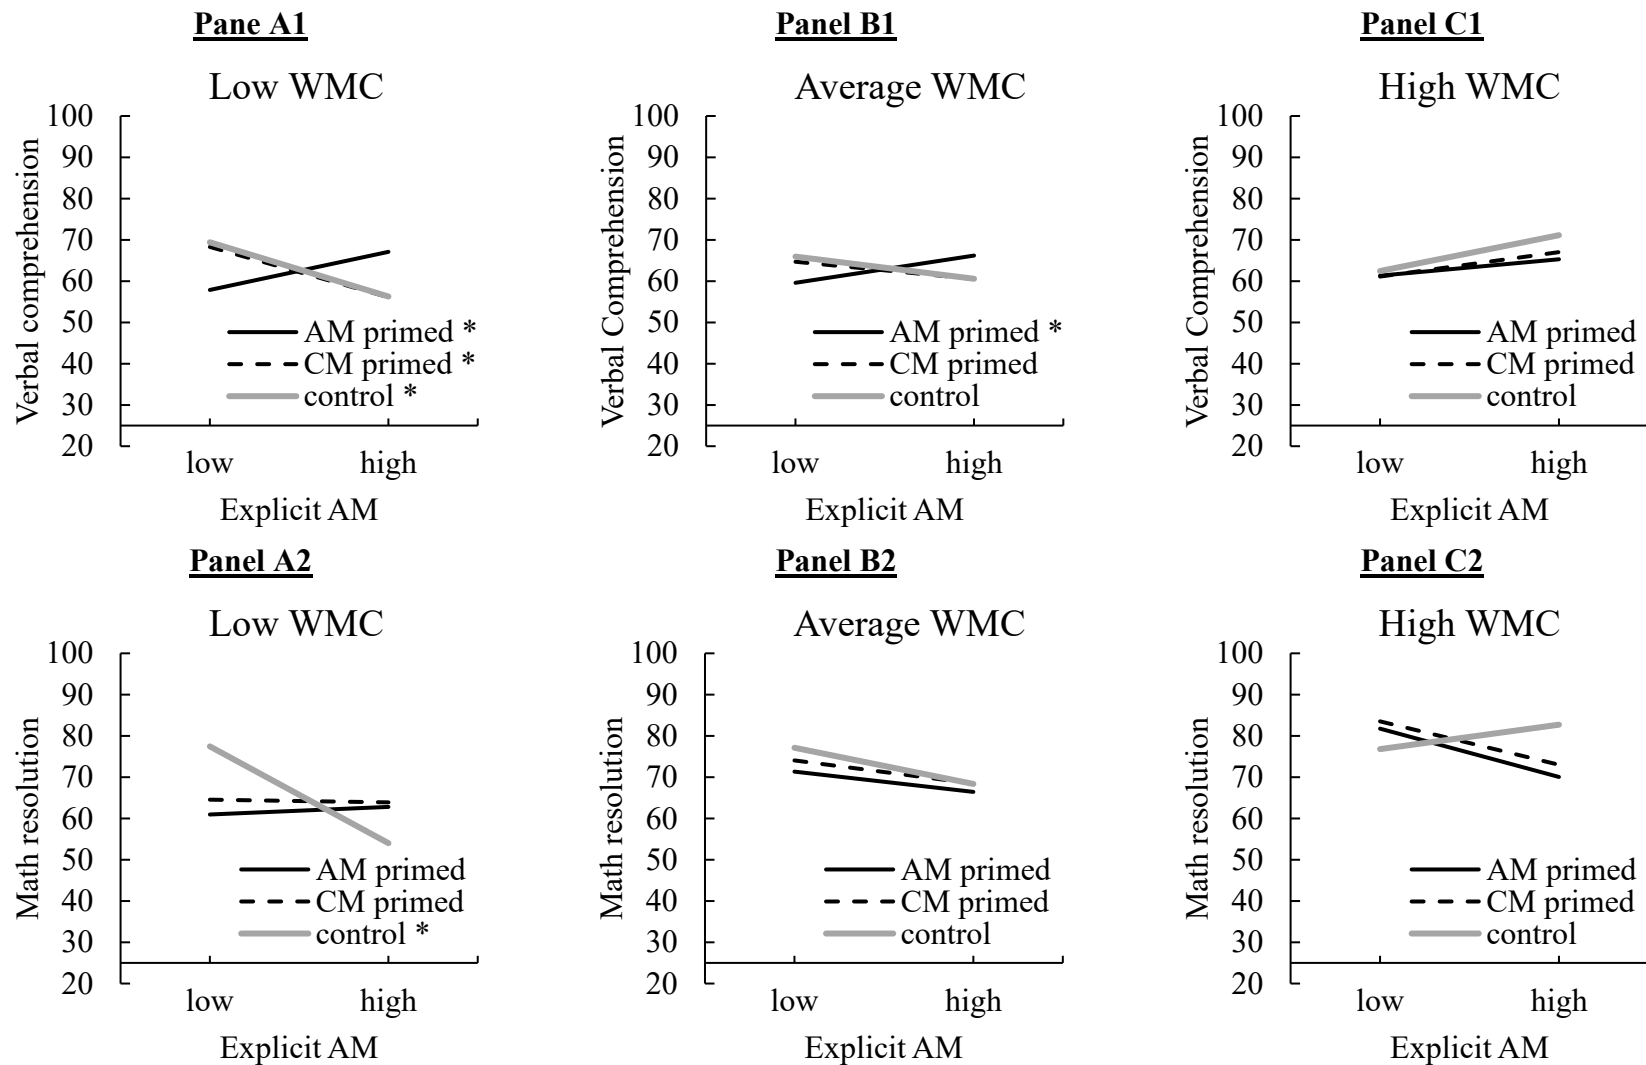 Pane A1
Low WMC
100
90
80
70
60
50
40
30
20
Verbal comprehension
AM primed *
CM primed *
control *
low high
Explicit AM
Panel B1
Average WMC
100
90
80
70
60
50
40
30
20
Verbal Comprehension
AM primed *
CM primed
control
low high
Explicit AM
Panel C1
High WMC
100
90
80
70
60
50
40
30
20
Verbal Comprehension
AM primed
CM primed
control
low high
Explicit AM
Panel A2
Low WMC
100
90
80
70
60
50
40
30
20
Math resolution
AM primed
CM primed
control *
low high
Explicit AM
Panel B2
Average WMC
100
90
80
70
60
50
40
30
20
Math resolution
AM primed
CM primed
control
low high
Explicit AM
Panel C2
High WMC
100
90
80
70
60
50
40
30
20
Math resolution
AM primed
CM primed
control
low high
Explicit AM